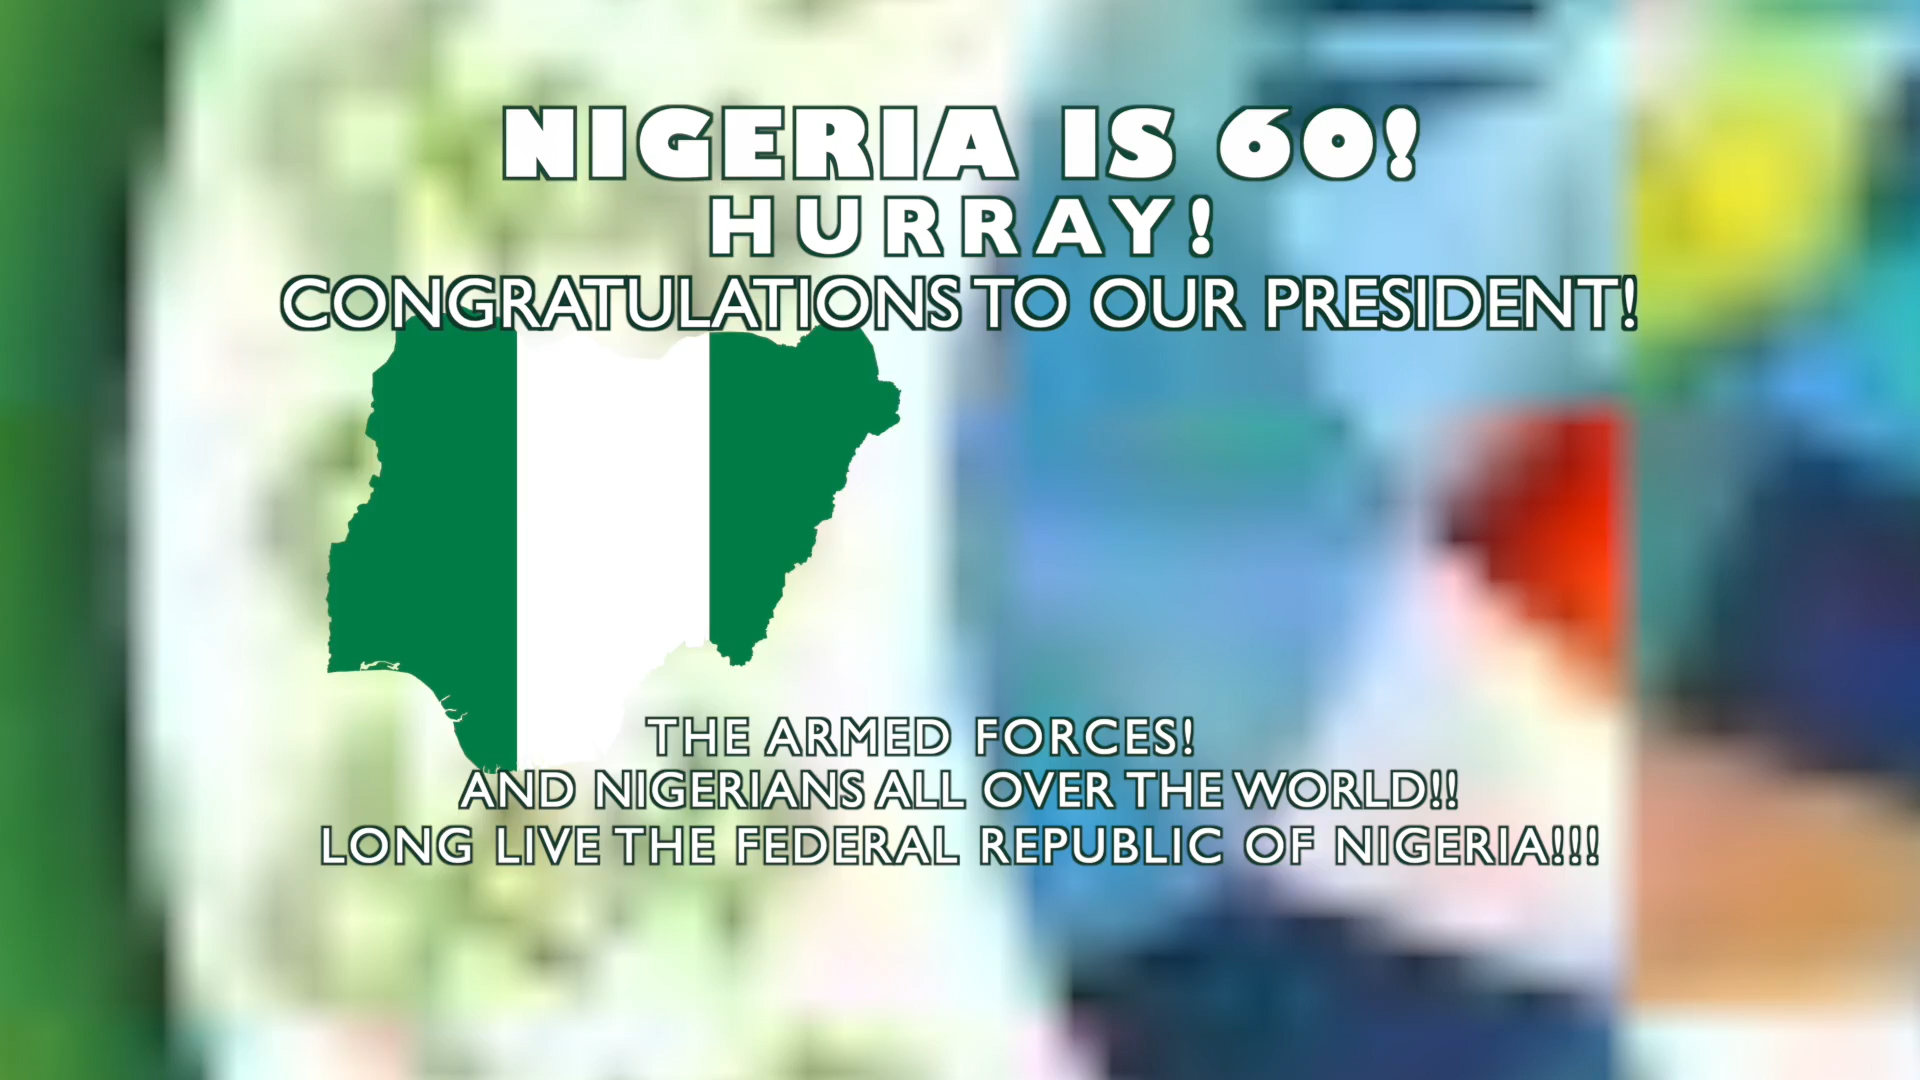 NIGERIA IS 60!
HURRAY!
CONGRATULATIONS TO OUR PRESIDENT!
THE ARMED FORCES!
AND NIGERIANS ALL OVER THE WORLD!!
LONG LIVE THE FEDERAL REPUBLIC OF NIGERIA!!!